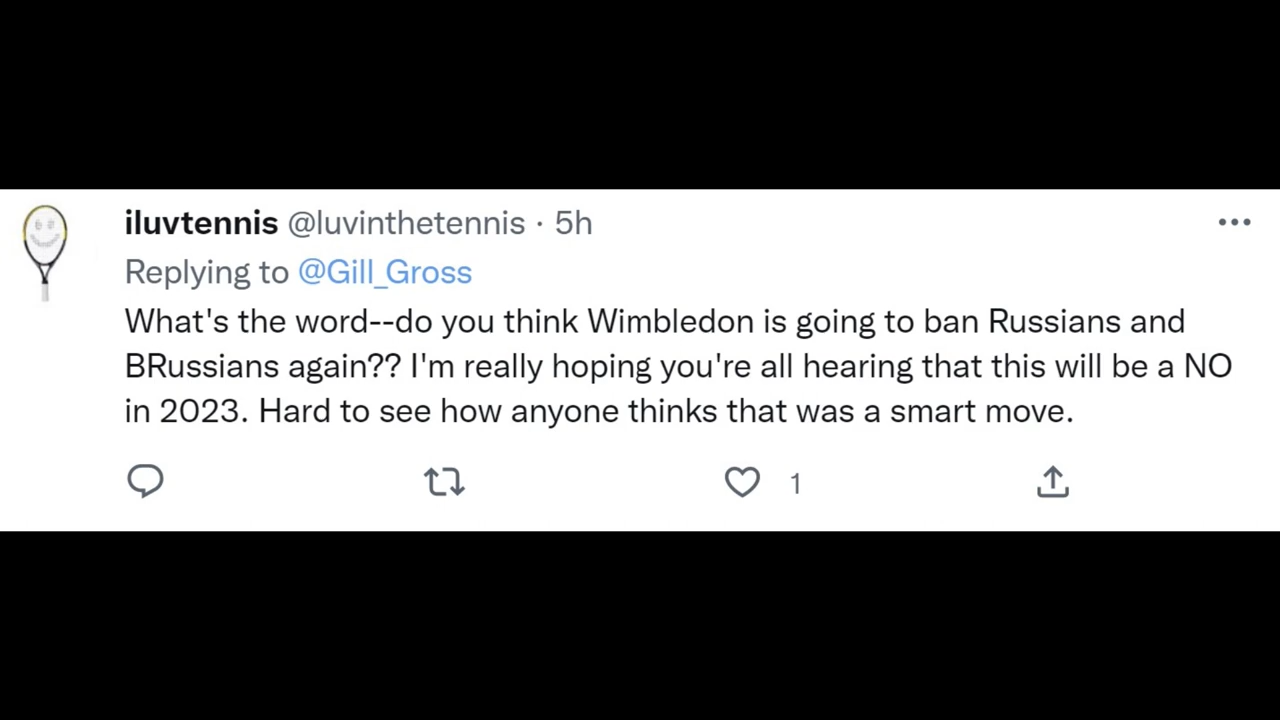 iluvtennis @luvinthetennis · 5h
Replying to @Gill_Gross
What's the word--do you think Wimbledon is going to ban Russians and
BRussians again?? I'm really hoping you're all hearing that this will be a NO
in 2023. Hard to see how anyone thinks that was a smart move.
1